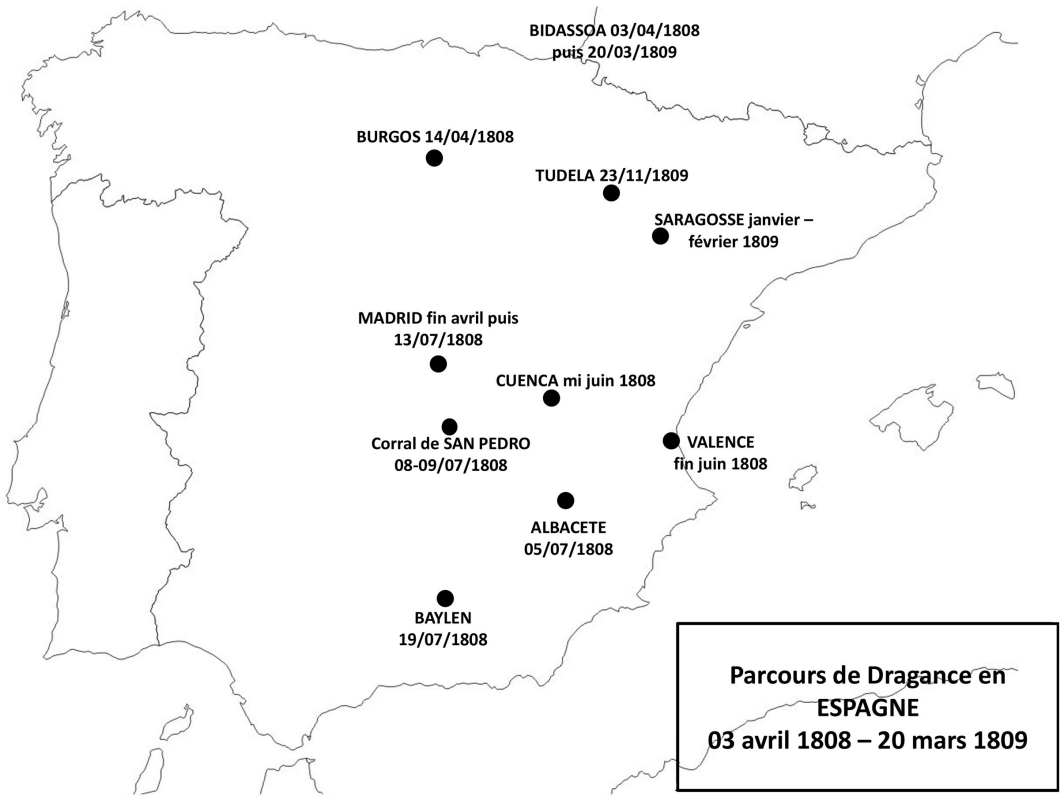 BIDASSOA 03/04/1808
puis 20/03/1809
BURGOS 14/04/1808
TUDELA 23/11/1809
SARAGOSSE janvier –
février 1809
MADRID fin avril puis
13/07/1808
CUENCA mi juin 1808
Corral de SAN PEDRO
08-09/07/1808
VALENCE
fin juin 1808
ALBACETE
05/07/1808
BAYLEN
19/07/1808
Parcours de Dragance en
ESPAGNE
03 avril 1808 – 20 mars 1809